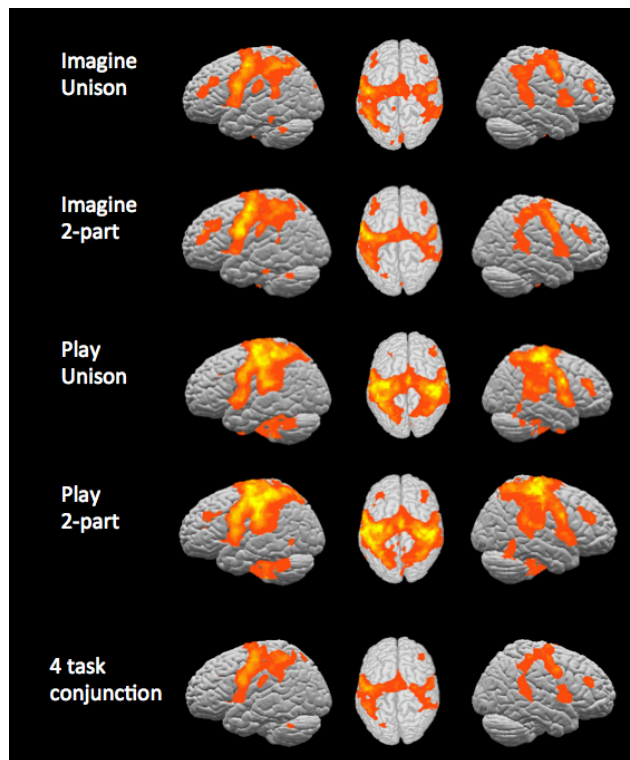 Imagine
Unison
Imagine
2-part
Play
Unison
Play
2-part
4 task
conjunction